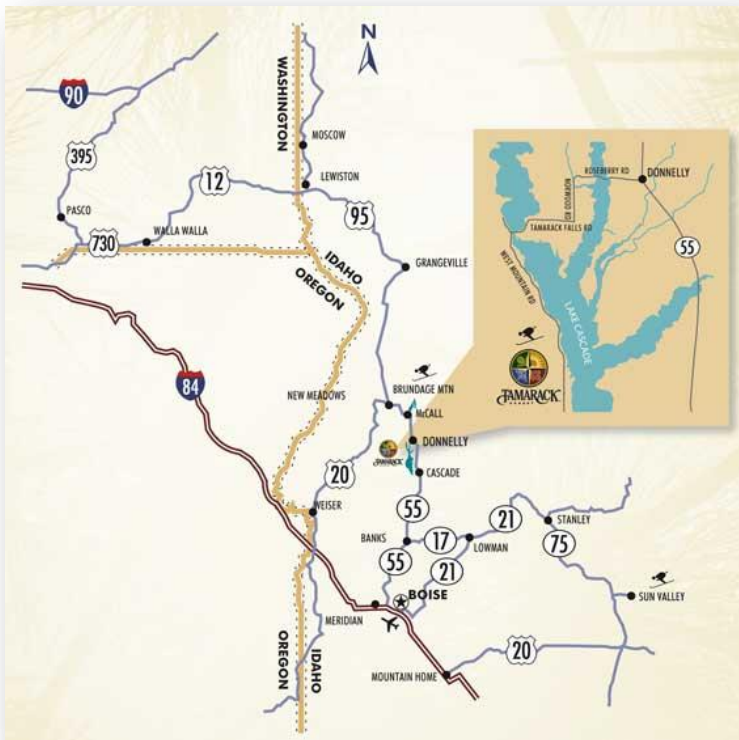 N
90
WASHINGTON
395
MOSCOW
12
LEWISTON
PASCO
95
730
WALLA WALLA
IDAHO
OREGON
GRANGEVILLE
84
NEW MEADOWS
BRUNDAGE MTN
McCALL
DONNELLY
TAMARACK
CASCADE
20
WEISER
55
BANKS
17
21
STANLEY
LOWMAN
75
55
21
BOISE
SUN VALLEY
MERIDIAN
OREGON
IDAHO
20
MOUNTAIN HOME
ROSEBERRY RD
DONNELLY
NORWOOD RD
TAMARACK FALLS RD
55
WEST MOUNTAIN RD
LAKE CASCADE
TAMARACK
RESORT